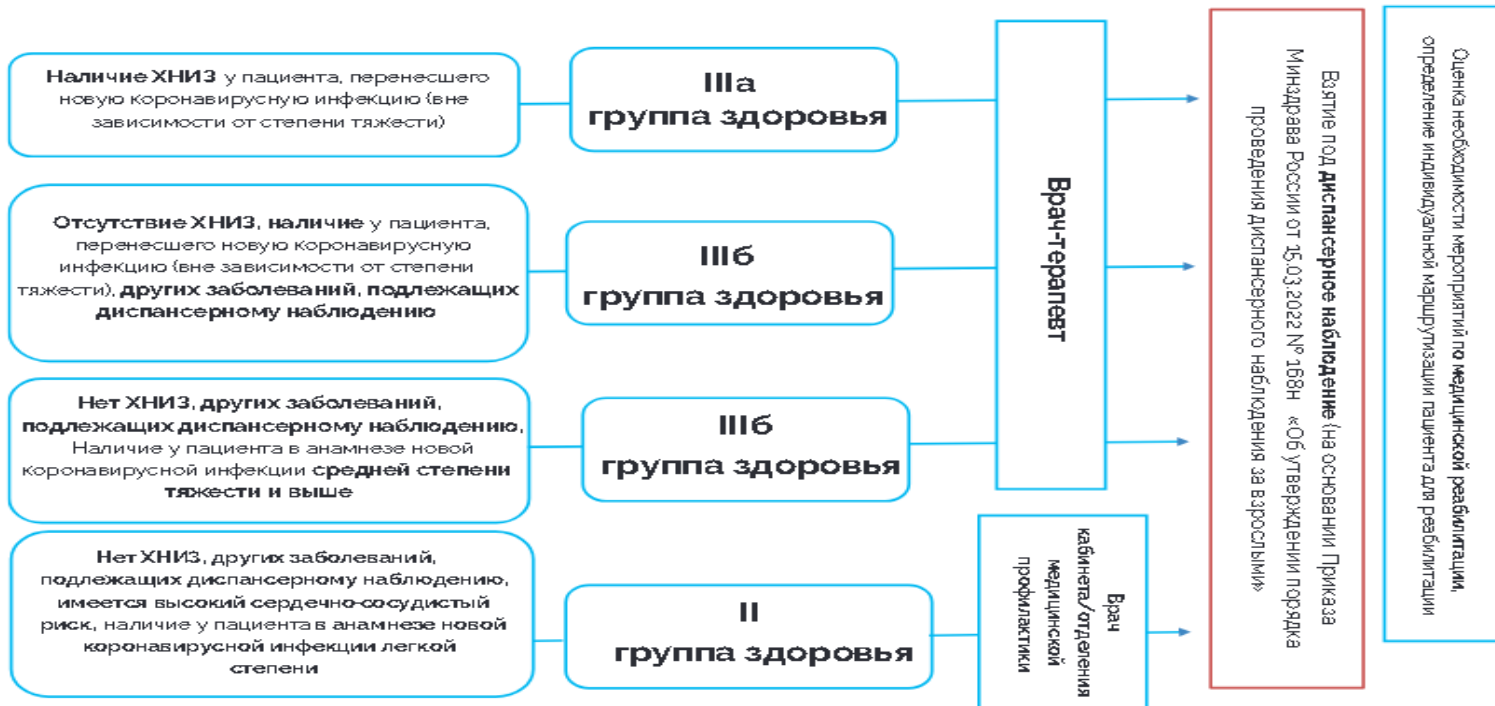 Наличие ХНИЗ у пациента, перенесшего
новую коронавирусную инфекцию (вне
зависимости от степени тяжести)
IIIа
группа здоровья
Отсутствие ХНИЗ, наличие у пациента,
перенесшего новую коронавирусную
инфекцию (вне зависимости от степени
тяжести), других заболеваний, подлежащих
диспансерному наблюдению
IIIб
группа здоровья
Нет ХНИЗ, других заболеваний,
подлежащих диспансерному наблюдению,
Наличие у пациента в анамнезе новой
коронавирусной инфекции средней степени
тяжести и выше
IIIб
группа здоровья
Нет ХНИЗ, других заболеваний,
подлежащих диспансерному наблюдению,
имеется высокий сердечно-сосудистый
риск, наличие у пациента в анамнезе новой
коронавирусной инфекции легкой
степени
II
группа здоровья
Врач-терапевт
Врач
кабинета/отделения
медицинской
профилактики
Взятие под диспансерное наблюдение (на основании Приказа
Минздрава России от 15.03.2022 № 168н «Об утверждении порядка
проведения диспансерного наблюдения за взрослыми»
Оценка необходимости мероприятий по медицинской реабилитации,
определение индивидуальной маршрутизации пациента для реабилитации